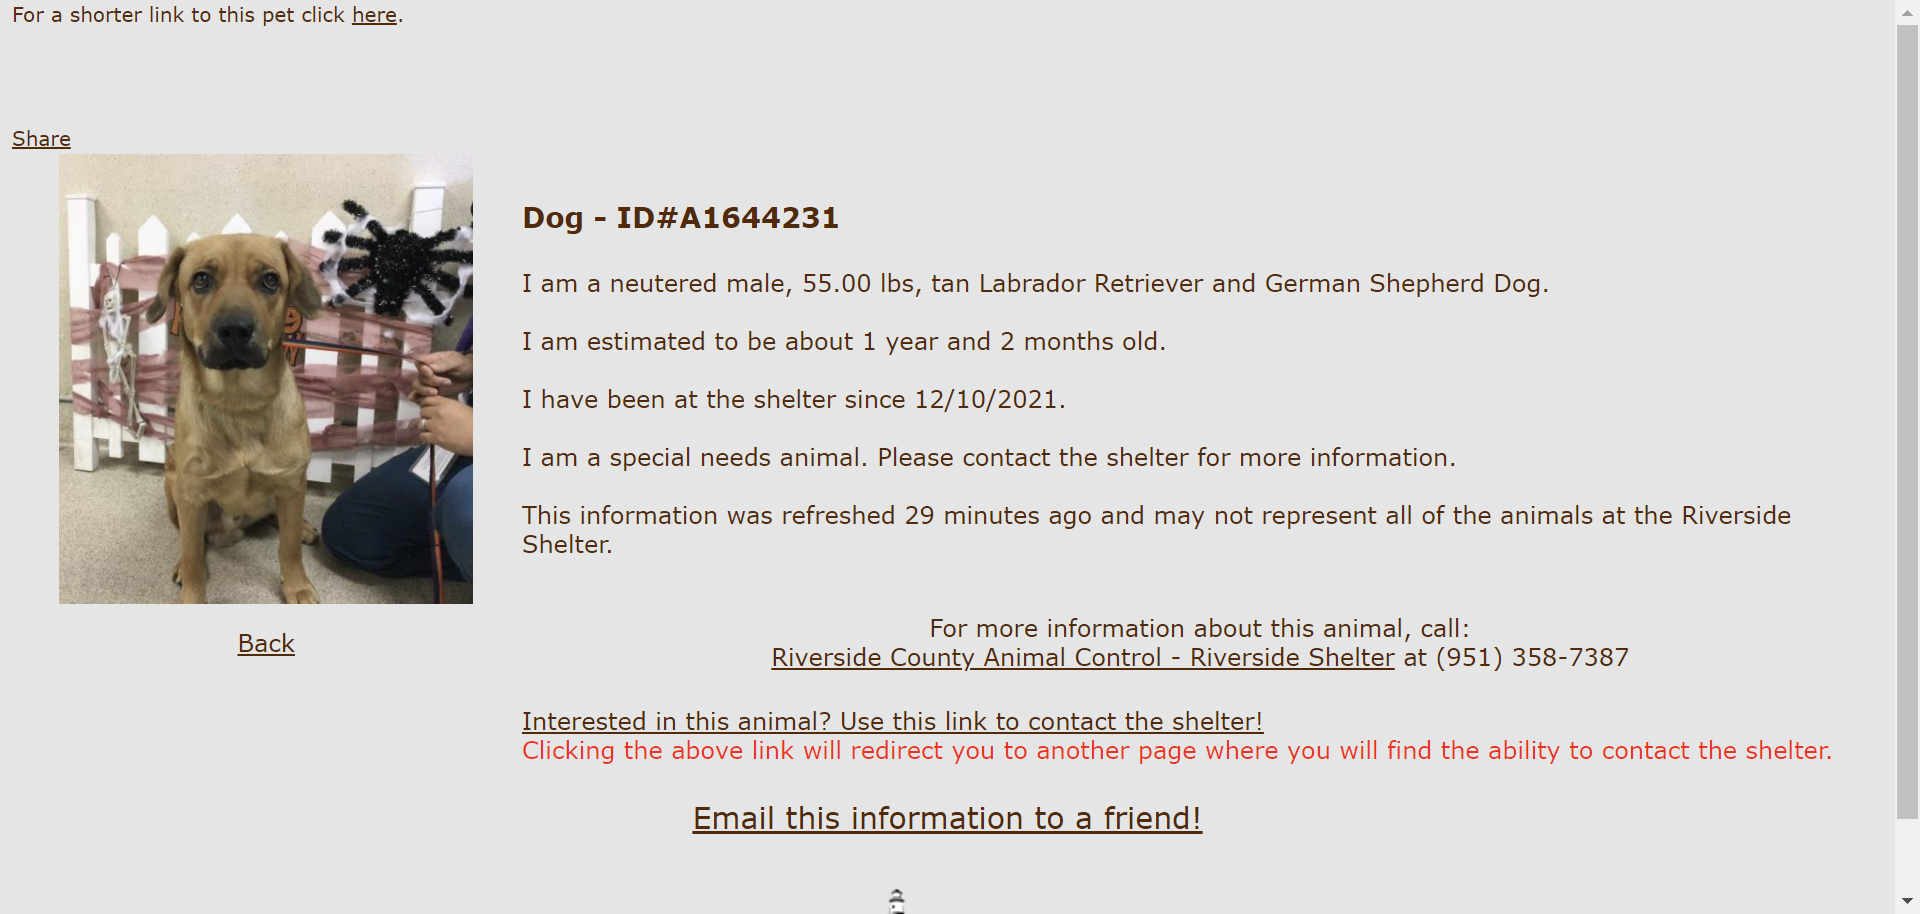 For a shorter link to this pet click here.
Share
Dog - ID#A1644231
I am a neutered male, 55.00 lbs, tan Labrador Retriever and German Shepherd Dog.
I am estimated to be about 1 year and 2 months old.
I have been at the shelter since 12/10/2021.
I am a special needs animal. Please contact the shelter for more information.
This information was refreshed 29 minutes ago and may not represent all of the animals at the Riverside
Shelter.
Back
For more information about this animal, call:
Riverside County Animal Control - Riverside Shelter at (951) 358-7387
Interested in this animal? Use this link to contact the shelter!
Clicking the above link will redirect you to another page where you will find the ability to contact the shelter.
Email this information to a friend!